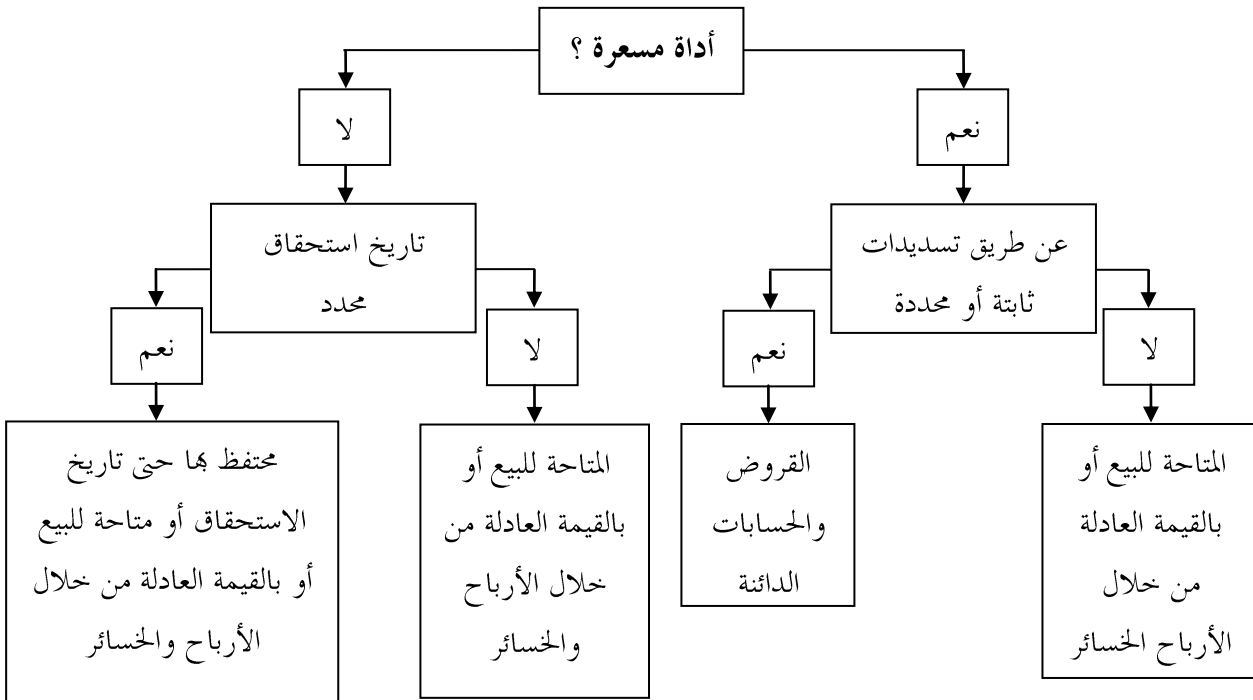 أداة مسعرة ؟
نعم
لا
عن طريق تسديدات
ثابتة أو محددة
تاريخ استحقاق
محدد
لا
نعم
لا
نعم
المتاحة للبيع أو
بالقيمة العادلة
من خلال
الأرباح الخسائر
القروض
والحسابات
الدائنة
المتاحة للبيع أو
بالقيمة العادلة من
خلال الأرباح
والخسائر
محتفظ بها حتى تاريخ
الاستحقاق أو متاحة للبيع
أو بالقيمة العادلة من خلال
الأرباح والخسائر